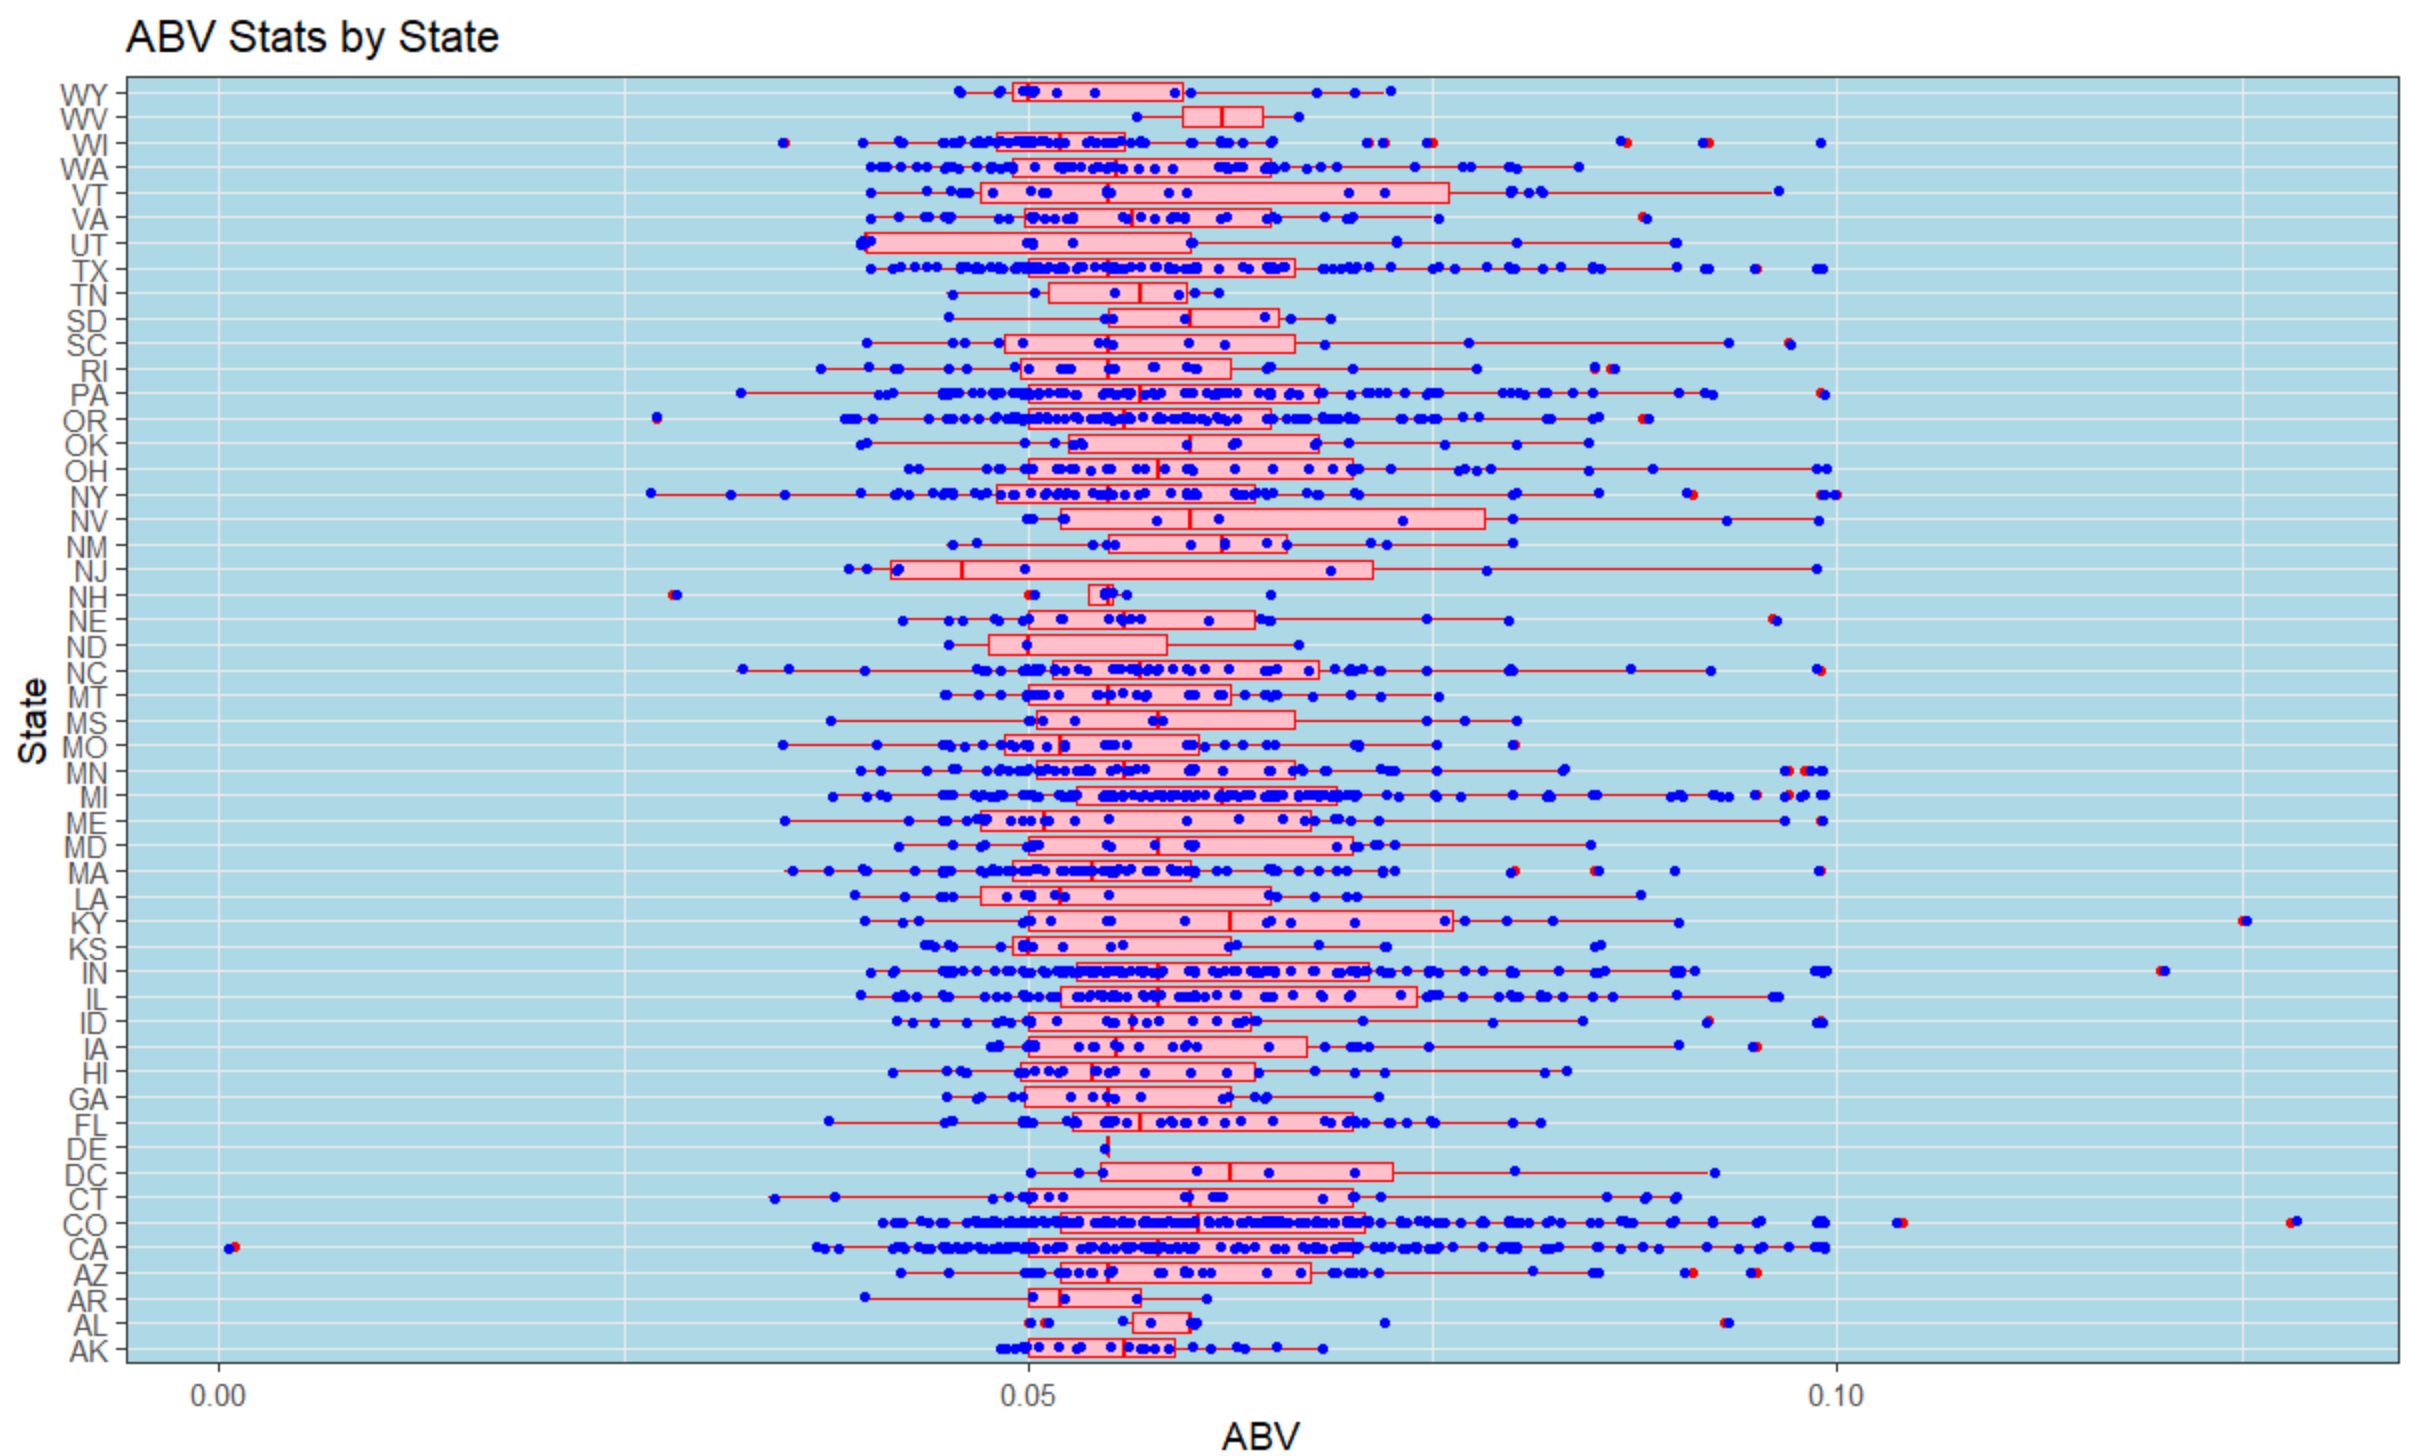 ABV Stats by State
WY
WV
WI
WA
VT
VA
UT
TX
TN
SD
SC
RI
PA
OR
OK
OH
NY
NV
NM
NJ
NH
NE
ND
NC
MT
MS
MO
MN
MI
ME
MD
MA
LA
KY
KS
IN
IL
ID
IA
HI
GA
FL
DE
DC
CT
CO
CA
AZ
AR
AL
AK
State
0.00 0.05 0.10
ABV